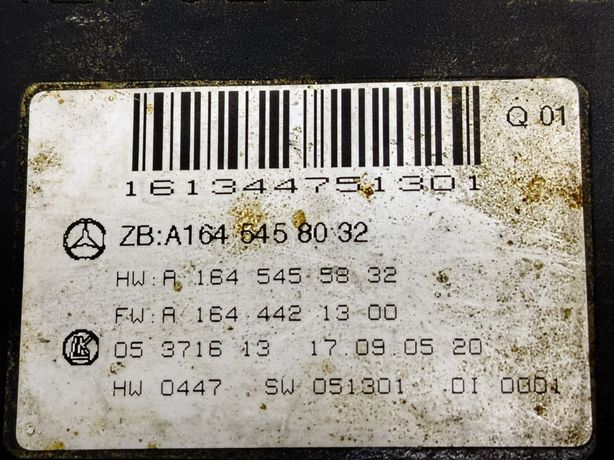 Q 01
161344751301
ZB:A164 545 80 32
HW:A 164 545 58 32
FW:A 164 442 13 00
05 3716 13 17.09.05 20
HW 0447 SW 051301 DI 0001